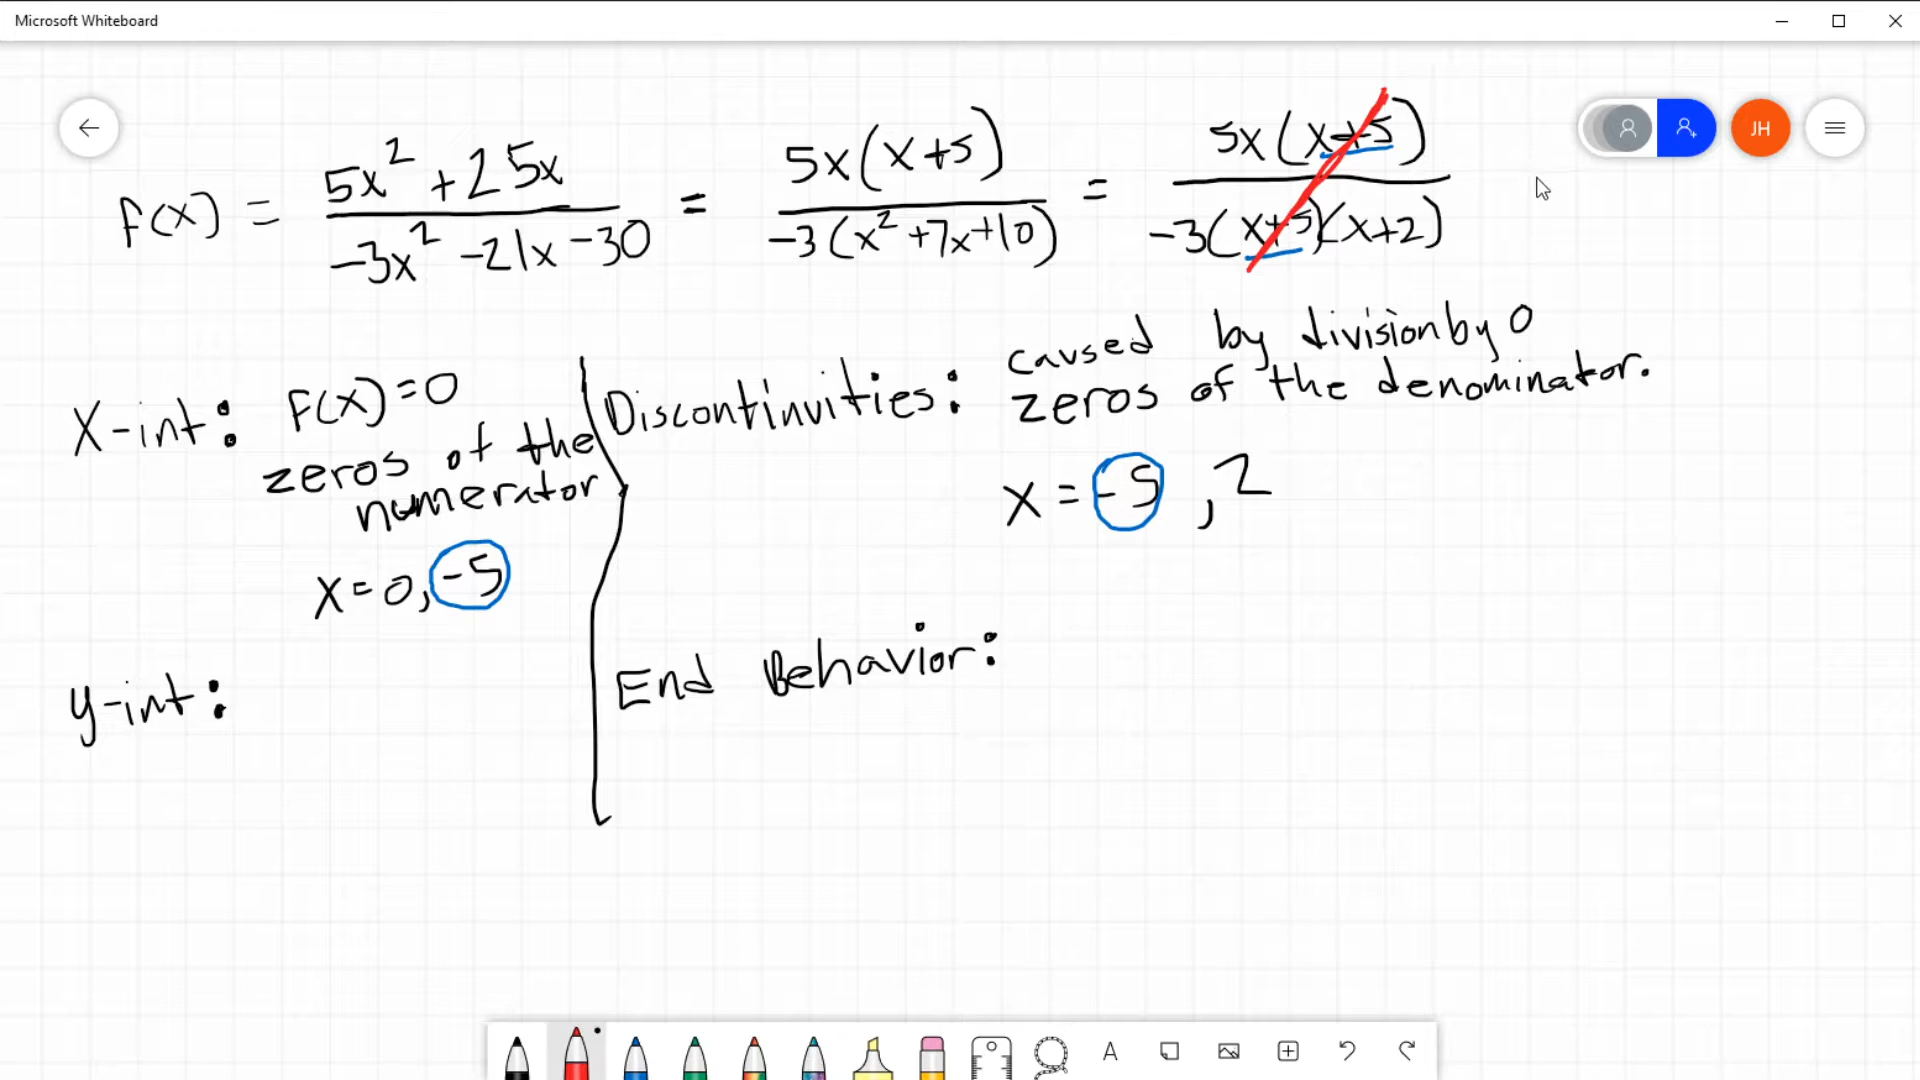 Microsoft Whiteboard
JH
f(x) = (5x² + 25x)/(-3x² - 21x - 30) = 5x(x+5)/(-3(x² + 7x + 10)) = 5x(x+5)/(-3(x+5)(x+2))
X-int: f(x) = 0
zeros of the
numerator
x = 0, -5
y-int:
Discontinuities: caused by division by 0
zeros of the denominator.
x = -5, 2
End Behavior:
A